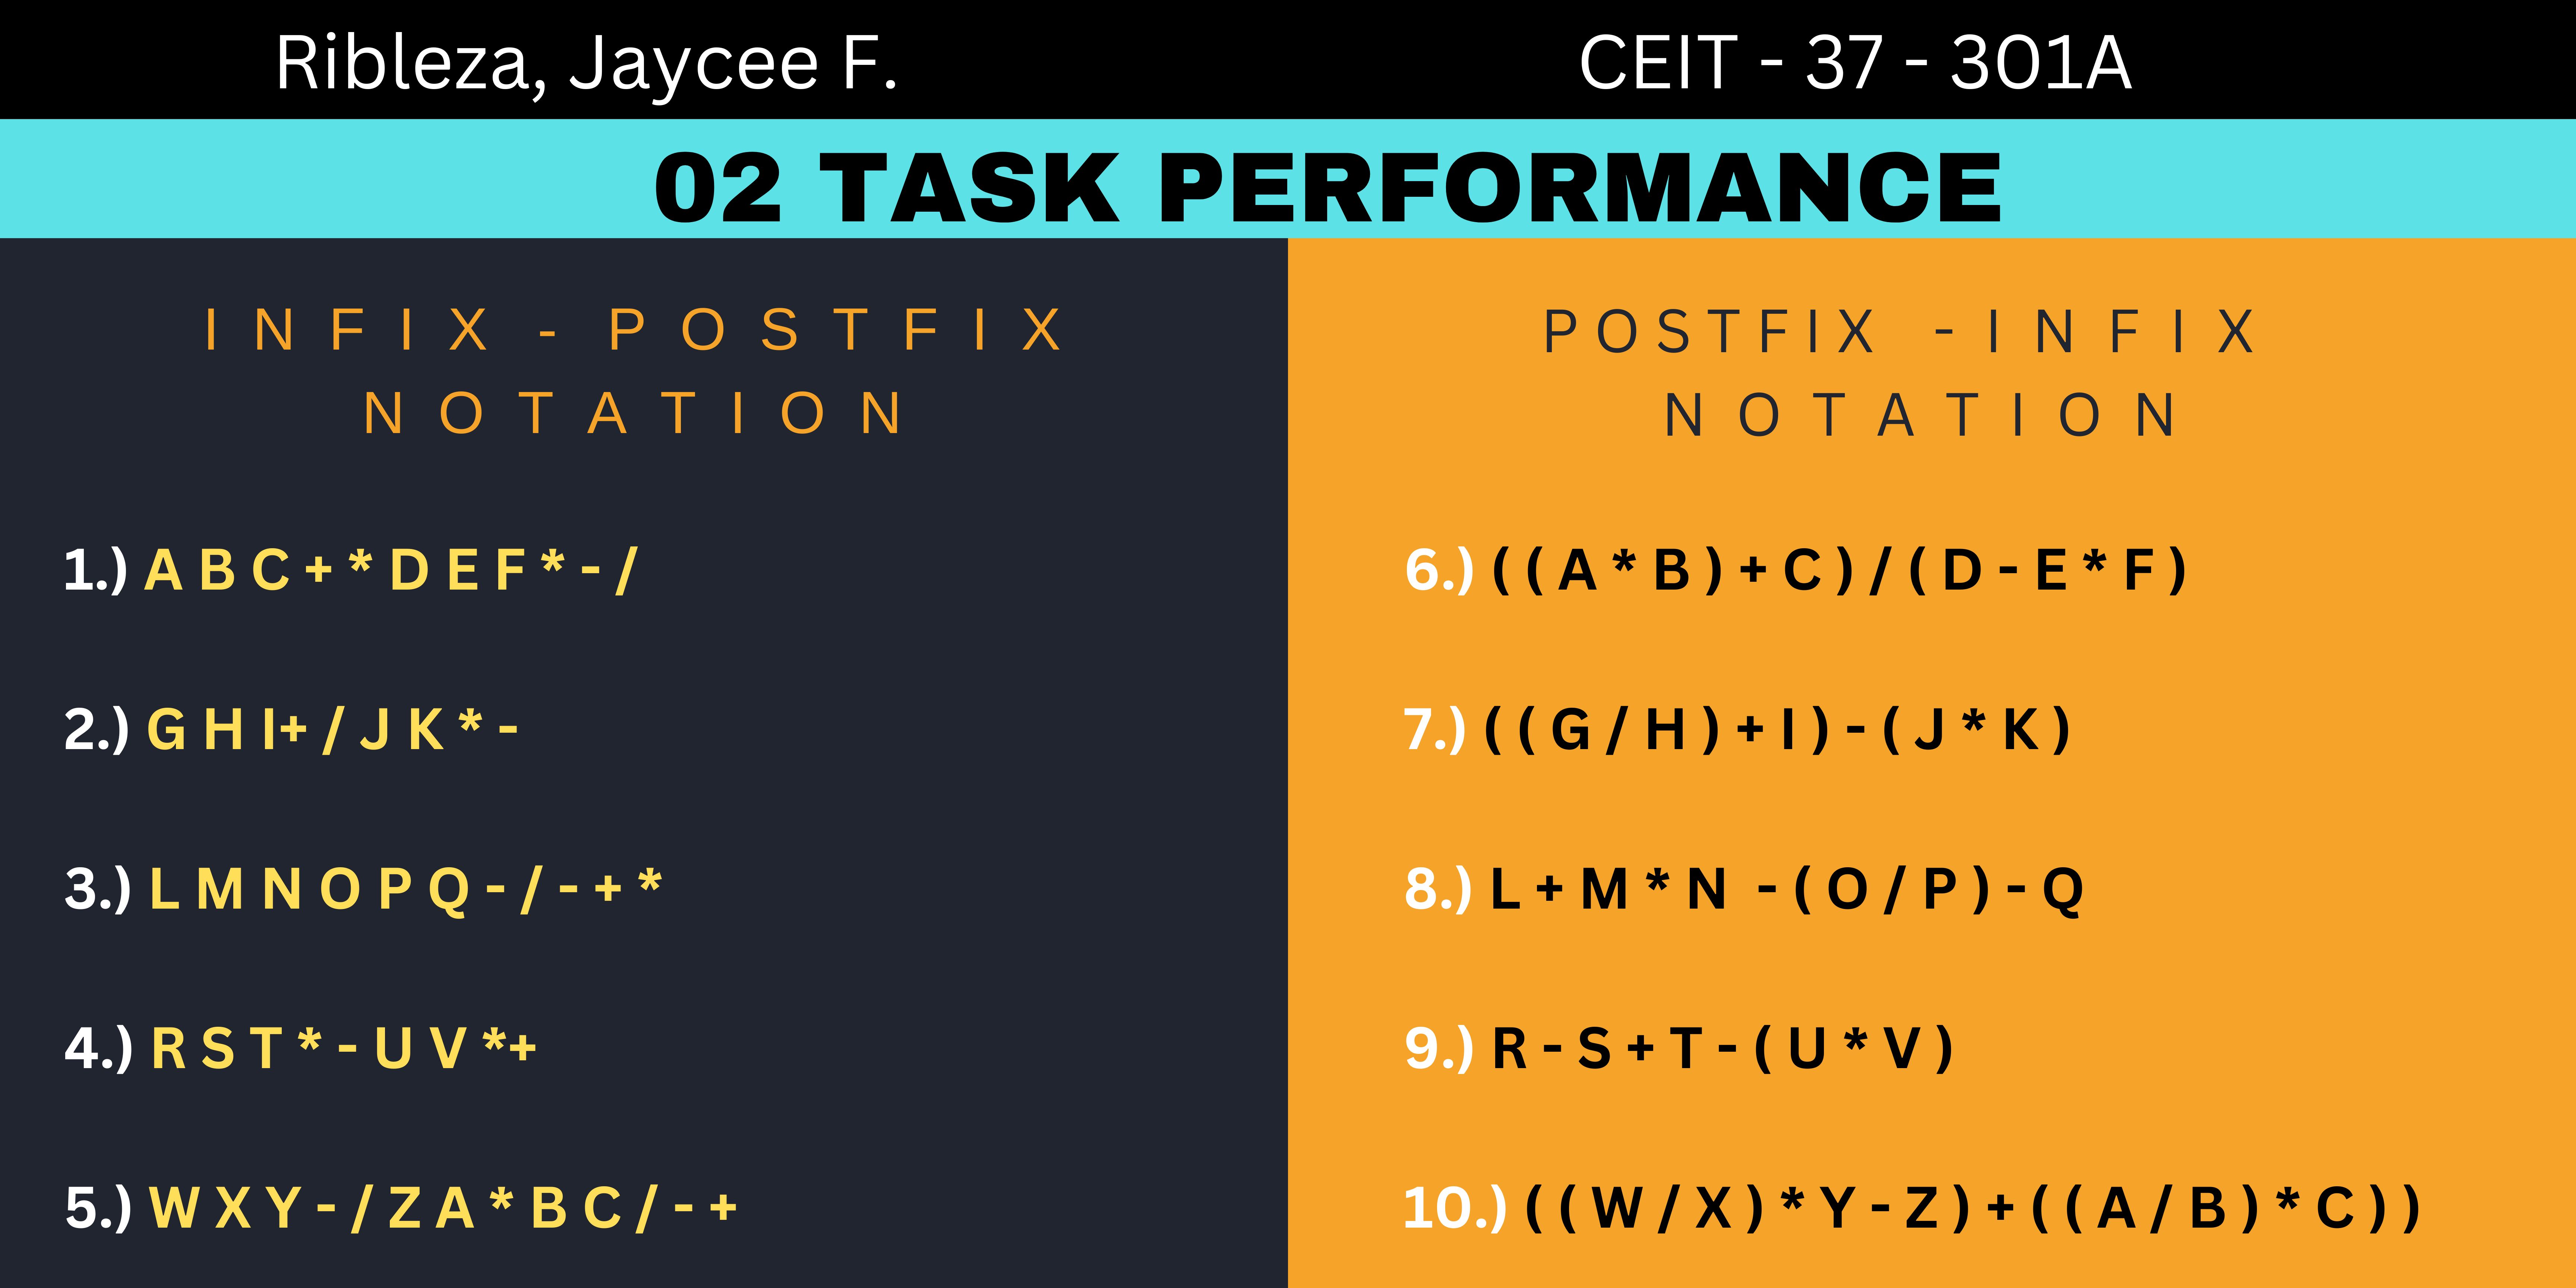 Ribleza, Jaycee F.
CEIT - 37 - 301A
02 TASK PERFORMANCE
INFIX - POSTFIX
NOTATION
1.) A B C + * D E F * - /
2.) G H I+ / J K * -
3.) L M N O P Q - / - + *
4.) R S T * - U V *+
5.) W X Y - / Z A * B C / - +
POSTFIX - INFIX
NOTATION
6.) ( ( A * B ) + C ) / ( D - E * F )
7.) ( ( G / H ) + I ) - ( J * K )
8.) L + M * N - ( O / P ) - Q
9.) R - S + T - ( U * V )
10.) ( ( W / X ) * Y - Z ) + ( ( A / B ) * C ) )